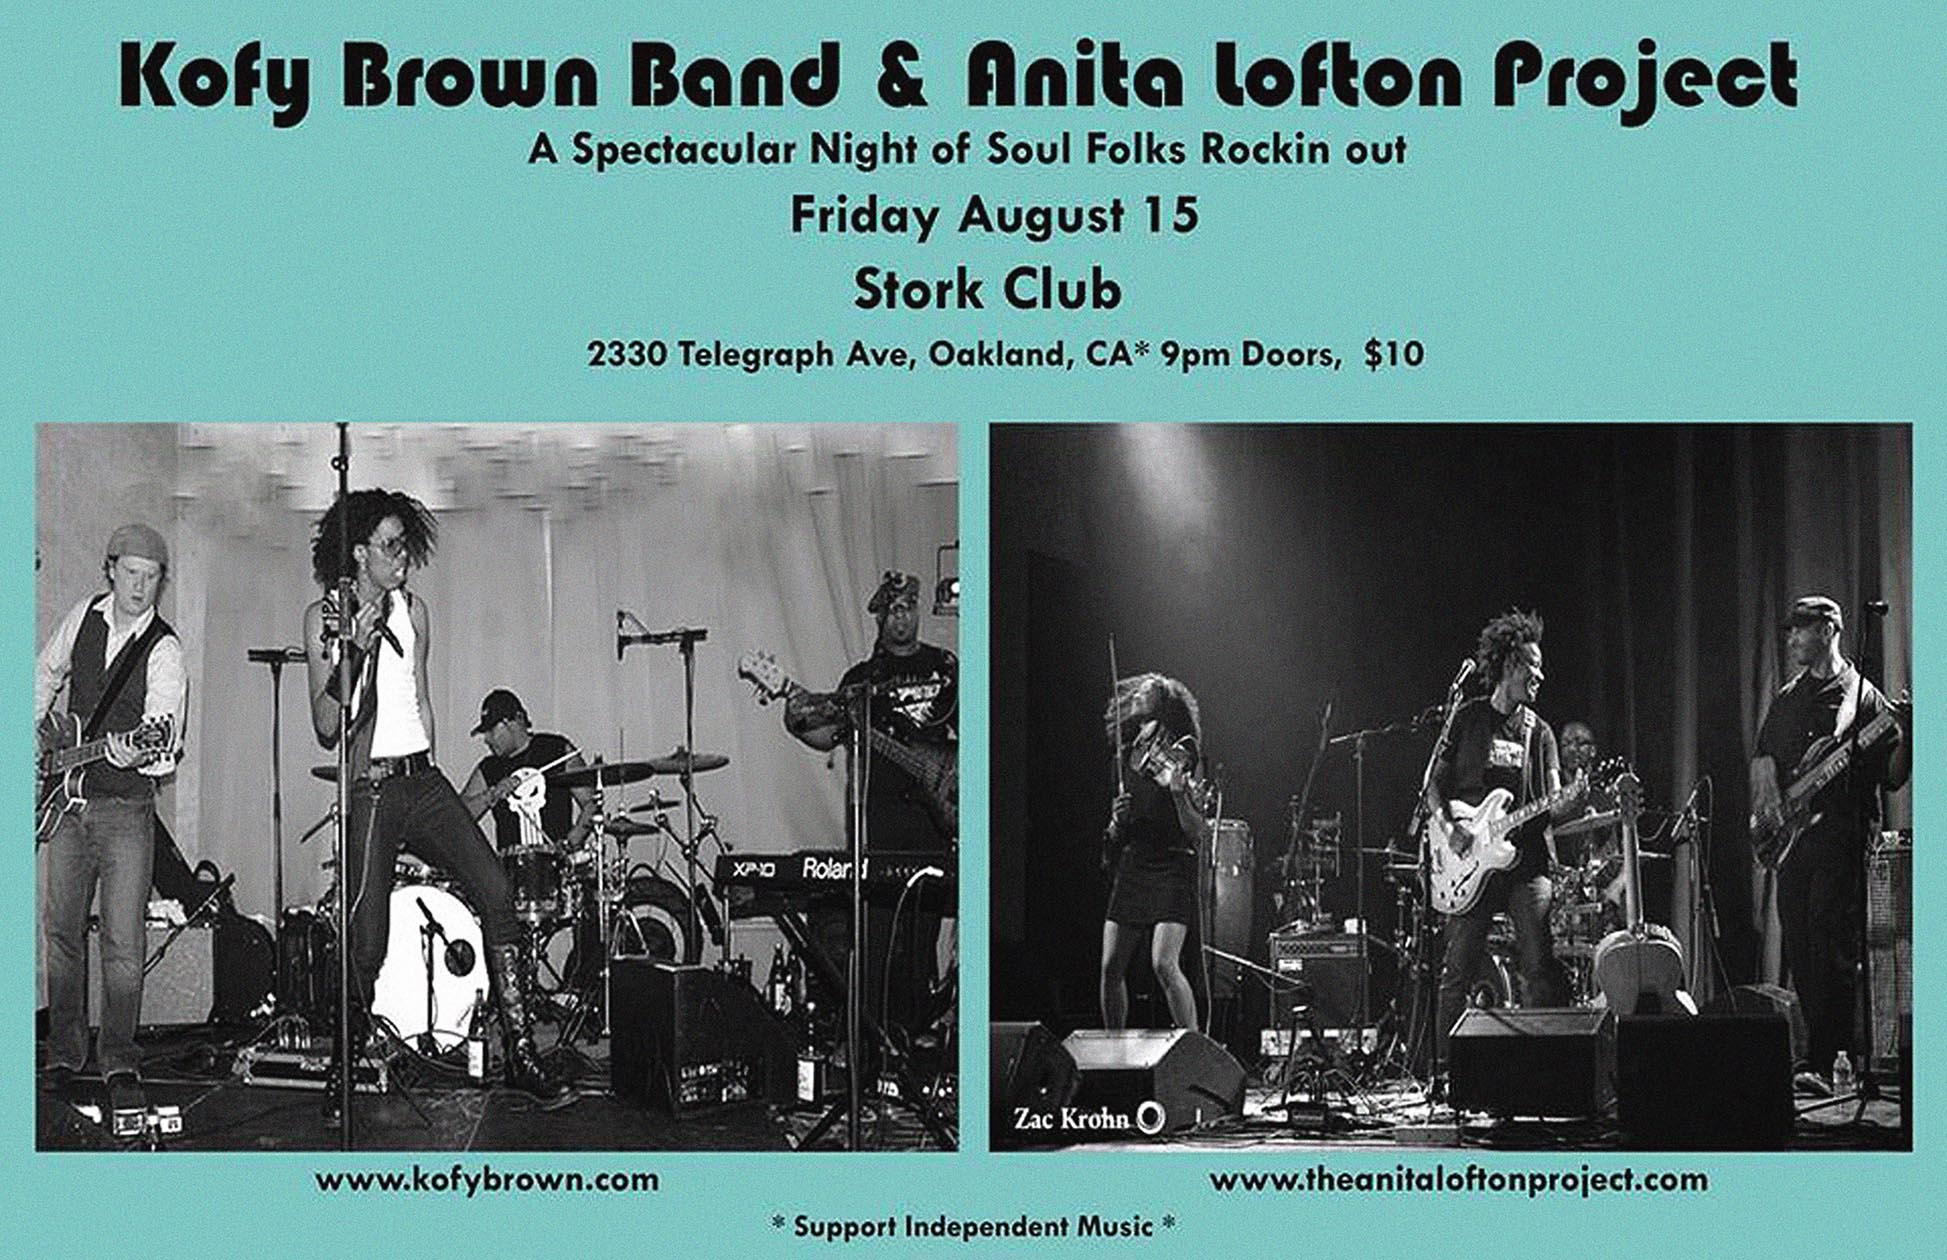 Kofy Brown Band & Anita Lofton Project
A Spectacular Night of Soul Folks Rockin out
Friday August 15
Stork Club
2330 Telegraph Ave, Oakland, CA* 9pm Doors,  $10
XP-10 Roland
Zac Krohn
www.kofybrown.com
www.theanitaloftonproject.com
* Support Independent Music *